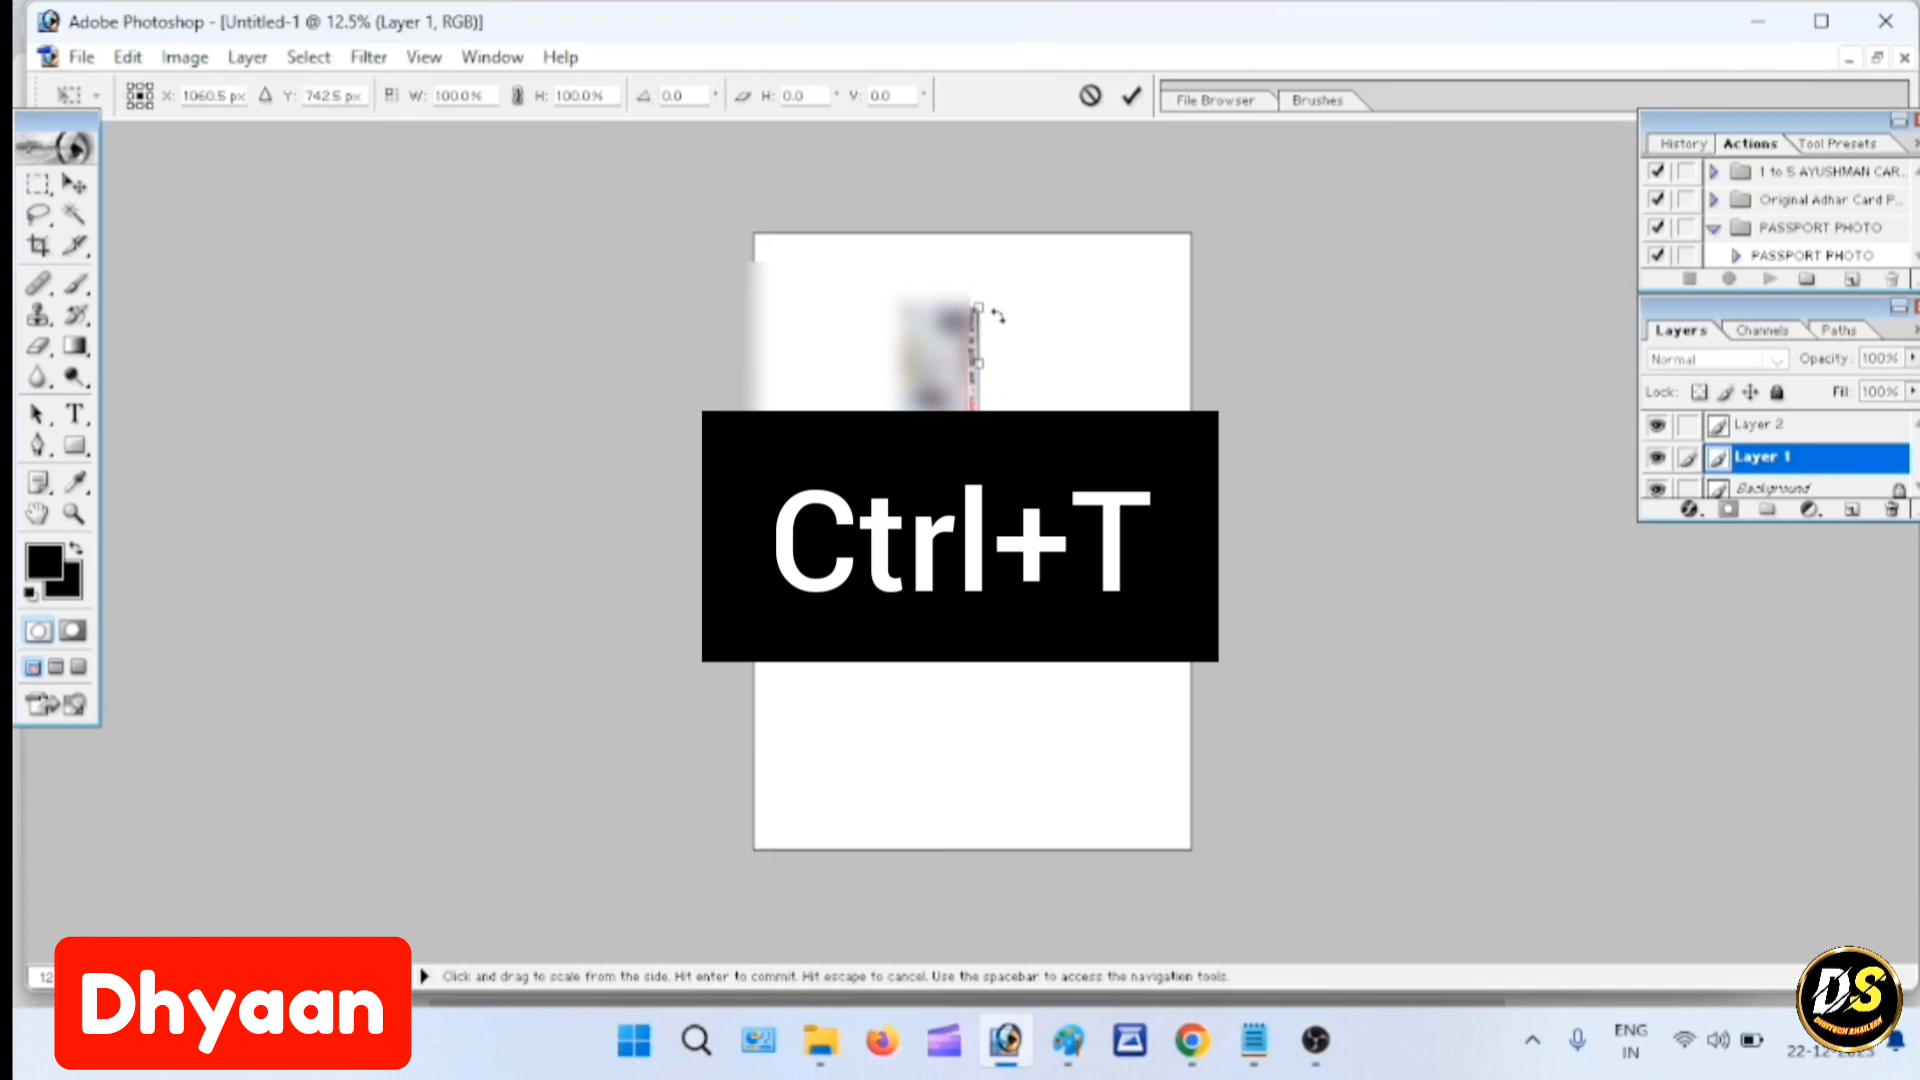 Adobe Photoshop - [Untitled-1 @ 12.5% (Layer 1, RGB)]
File Edit Image Layer Select Filter View Window Help
X: 1060.5 px Y: 742.5 px W: 100.0% H: 100.0% 0.0 ° H: 0.0 ° V: 0.0 °
File Browser Brushes
History Actions Tool Presets
1 to 5 AYUSHMAN CAR...
Original Adhar Card P...
PASSPORT PHOTO
PASSPORT PHOTO
Layers Channels Paths
Normal Opacity: 100%
Lock: Fill: 100%
Layer 2
Layer 1
Background
Ctrl+T
Click and drag to scale from the side. Hit enter to commit. Hit escape to cancel. Use the spacebar to access the navigation tools.
Dhyaan
DS
ENG
IN